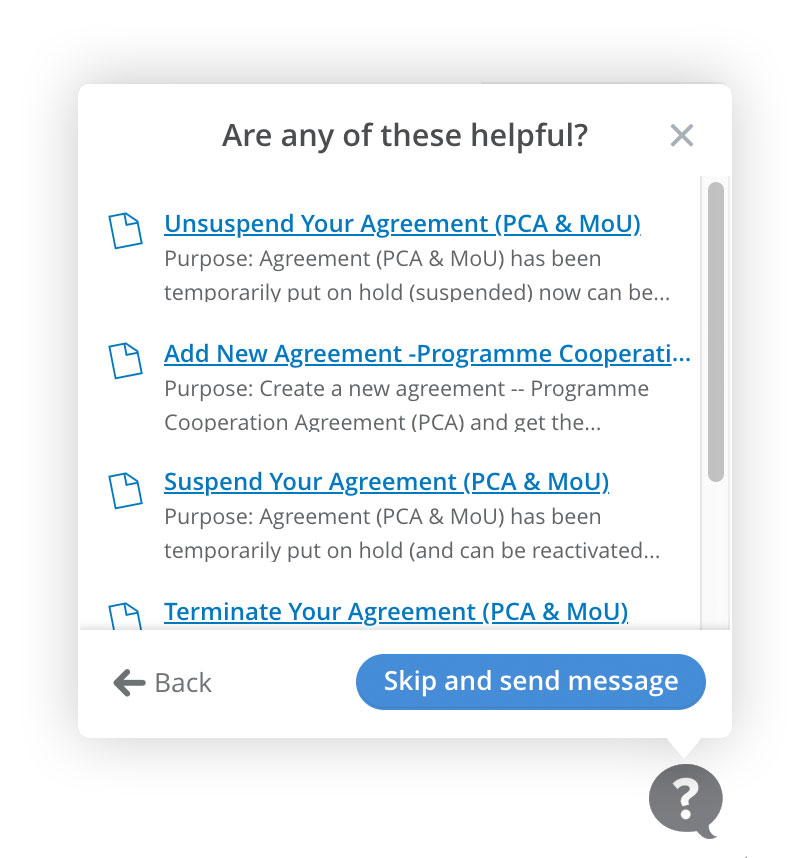 Are any of these helpful?
Unsuspend Your Agreement (PCA & MoU)
Purpose: Agreement (PCA & MoU) has been
temporarily put on hold (suspended) now can be...
Add New Agreement -Programme Cooperati...
Purpose: Create a new agreement -- Programme
Cooperation Agreement (PCA) and get the...
Suspend Your Agreement (PCA & MoU)
Purpose: Agreement (PCA & MoU) has been
temporarily put on hold (and can be reactivated...
Terminate Your Agreement (PCA & MoU)
Back
Skip and send message
?